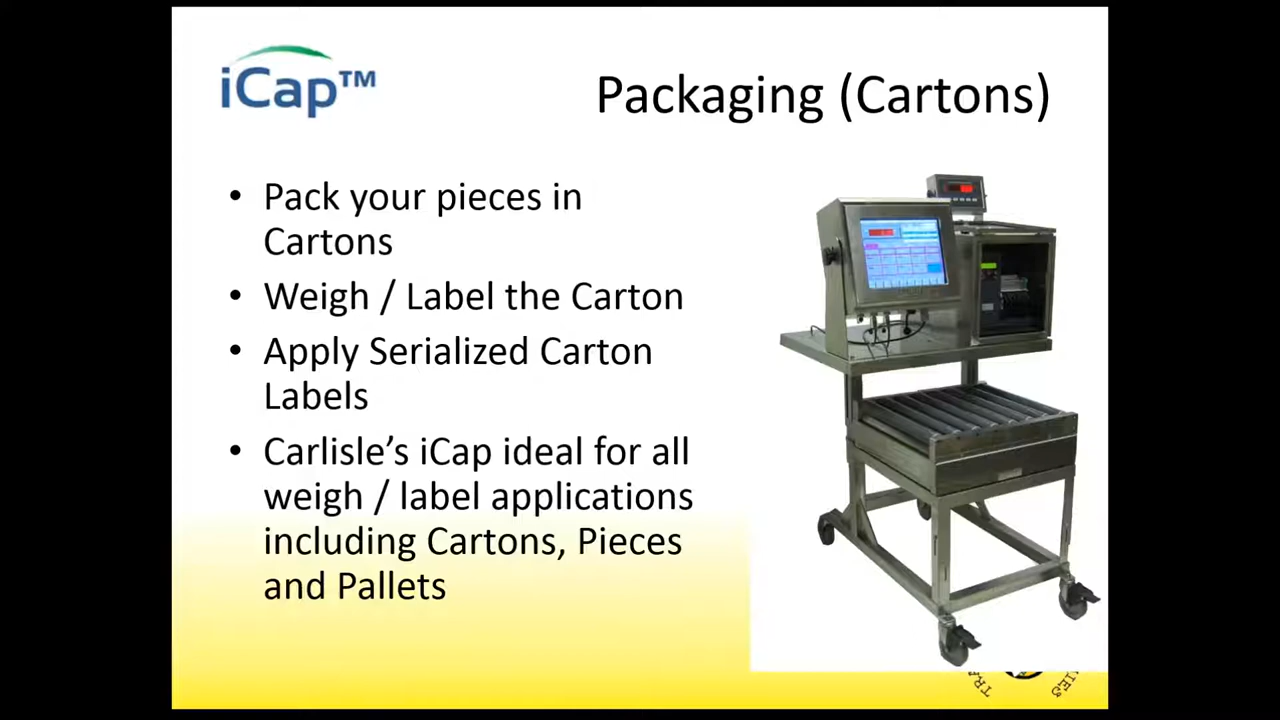 iCap™
Packaging (Cartons)
• Pack your pieces in
Cartons
• Weigh / Label the Carton
• Apply Serialized Carton
Labels
• Carlisle’s iCap ideal for all
weigh / label applications
including Cartons, Pieces
and Pallets